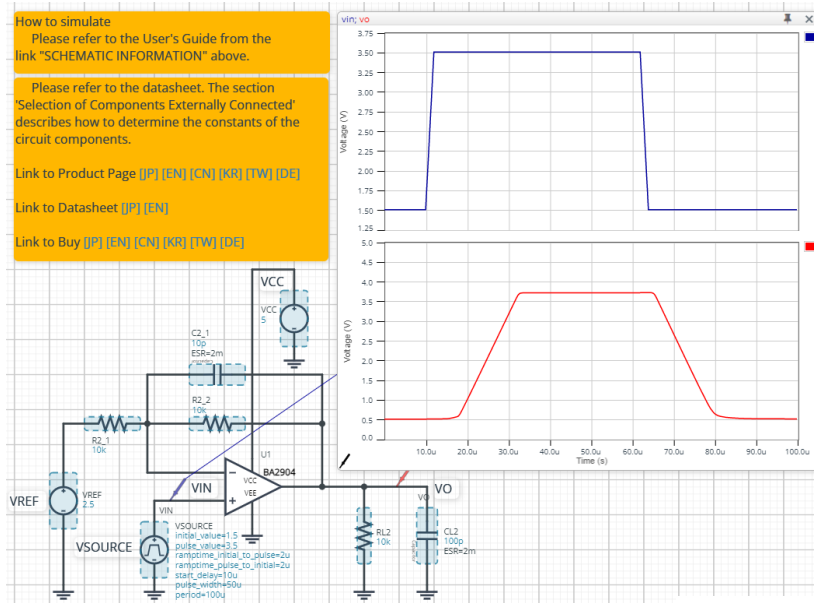 How to simulate
Please refer to the User's Guide from the
link "SCHEMATIC INFORMATION" above.
Please refer to the datasheet. The section
'Selection of Components Externally Connected'
describes how to determine the constants of the
circuit components.
Link to Product Page [JP] [EN] [CN] [KR] [TW] [DE]
Link to Datasheet [JP] [EN]
Link to Buy [JP] [EN] [CN] [KR] [TW] [DE]
vin; vo
3.75
3.50
3.25
3.00
2.75
2.50
2.25
2.00
1.75
1.50
1.25
Voltage (V)
5.0
4.5
4.0
3.5
3.0
2.5
2.0
1.5
1.0
0.5
0.0
Voltage (V)
10.0u 20.0u 30.0u 40.0u 50.0u 60.0u 70.0u 80.0u 90.0u 100.0u
Time (s)
VCC
VCC
5
C2_1
10p
ESR=2m
R2_2
10k
R2_1
10k
U1
BA2904
VCC
VEE
VIN
VIN
VREF
VREF
2.5
VSOURCE
VSOURCE
initial_value=1.5
pulse_value=3.5
ramptime_initial_to_pulse=2u
ramptime_pulse_to_initial=2u
start_delay=10u
pulse_width=50u
period=100u
VO
VO
RL2
10k
CL2
100p
ESR=2m